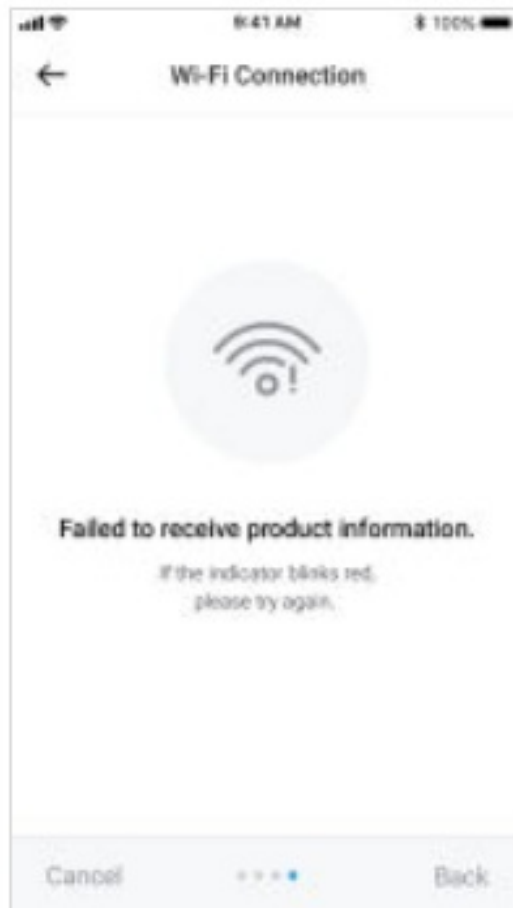 9:41 AM
100%
Wi-Fi Connection
Failed to receive product information.
If the indicator blinks red,
please try again.
Cancel
Back